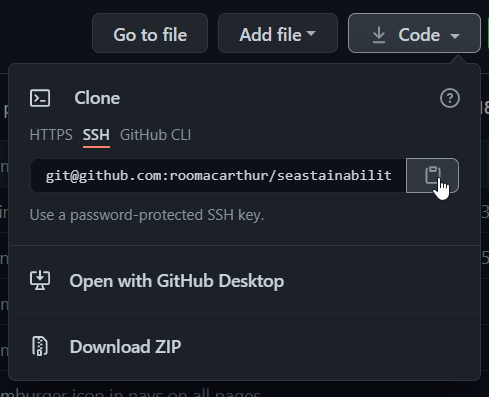 Go to file Add file Code
Clone
HTTPS SSH GitHub CLI
git@github.com:roomacarthur/seastainabilit
Use a password-protected SSH key.
Open with GitHub Desktop
Download ZIP
icon in navs on all pages